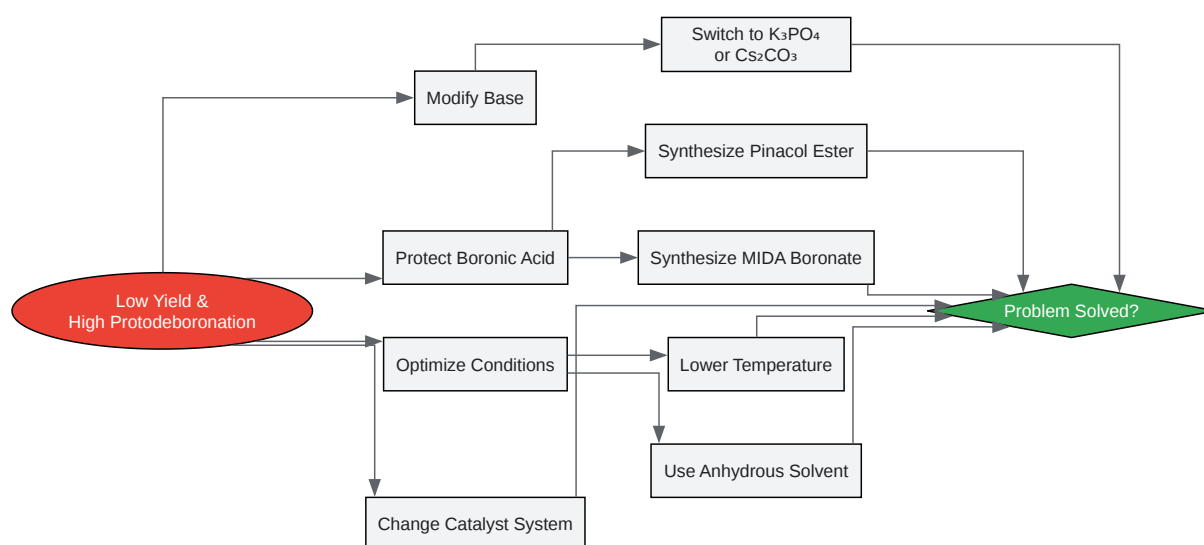 Switch to K₃PO₄
or Cs₂CO₃
Modify Base
Synthesize Pinacol Ester
Protect Boronic Acid
Synthesize MIDA Boronate
Low Yield &
High Protodeboronation
Problem Solved?
Optimize Conditions
Lower Temperature
Use Anhydrous Solvent
Change Catalyst System